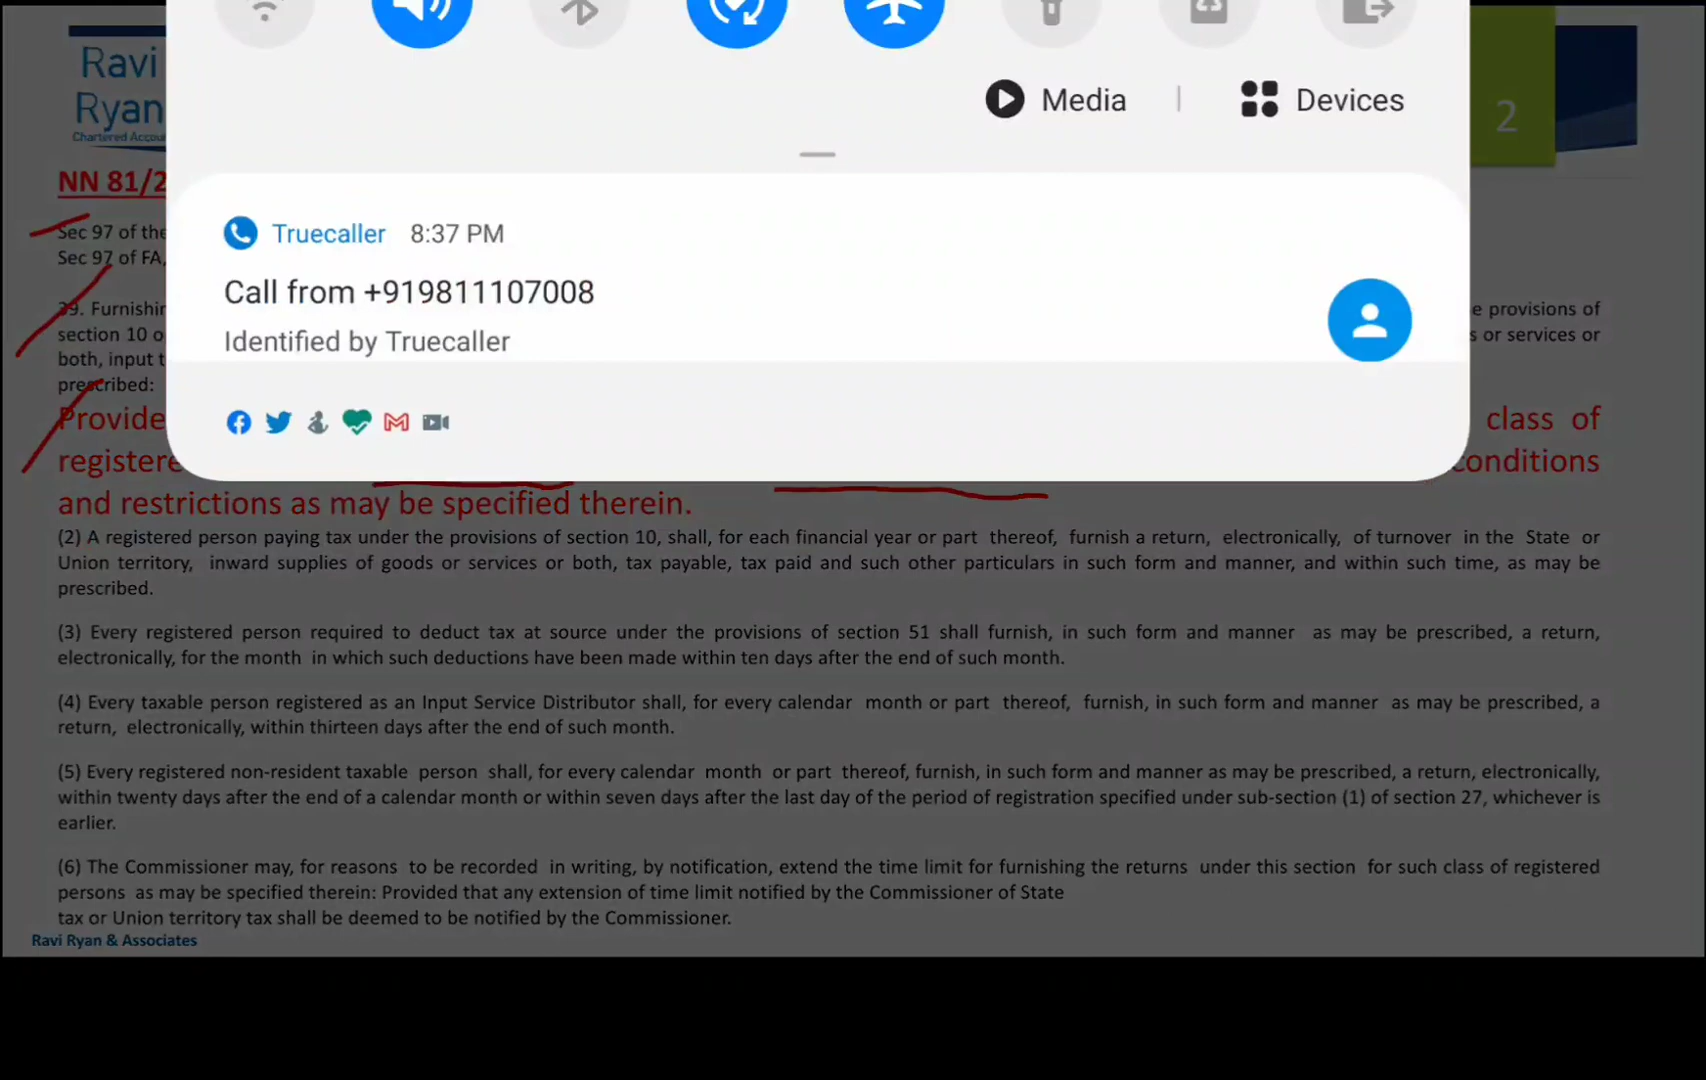 Ravi
Ryan
Media | Devices
2
NN 81/2
Truecaller 8:37 PM
Sec 97 of the
Sec 97 of FA,
Call from +919811107008
Identified by Truecaller
39. Furnishin e provisions of
section 10 o s or services or
both, input t
prescribed:
Provide class of
registere conditions
and restrictions as may be specified therein.
(2) A registered person paying tax under the provisions of section 10, shall, for each financial year or part thereof, furnish a return, electronically, of turnover in the State or
Union territory, inward supplies of goods or services or both, tax payable, tax paid and such other particulars in such form and manner, and within such time, as may be
prescribed.
(3) Every registered person required to deduct tax at source under the provisions of section 51 shall furnish, in such form and manner as may be prescribed, a return,
electronically, for the month in which such deductions have been made within ten days after the end of such month.
(4) Every taxable person registered as an Input Service Distributor shall, for every calendar month or part thereof, furnish, in such form and manner as may be prescribed, a
return, electronically, within thirteen days after the end of such month.
(5) Every registered non-resident taxable person shall, for every calendar month or part thereof, furnish, in such form and manner as may be prescribed, a return, electronically,
within twenty days after the end of a calendar month or within seven days after the last day of the period of registration specified under sub-section (1) of section 27, whichever is
earlier.
(6) The Commissioner may, for reasons to be recorded in writing, by notification, extend the time limit for furnishing the returns under this section for such class of registered
persons as may be specified therein: Provided that any extension of time limit notified by the Commissioner of State
tax or Union territory tax shall be deemed to be notified by the Commissioner.
Ravi Ryan & Associates